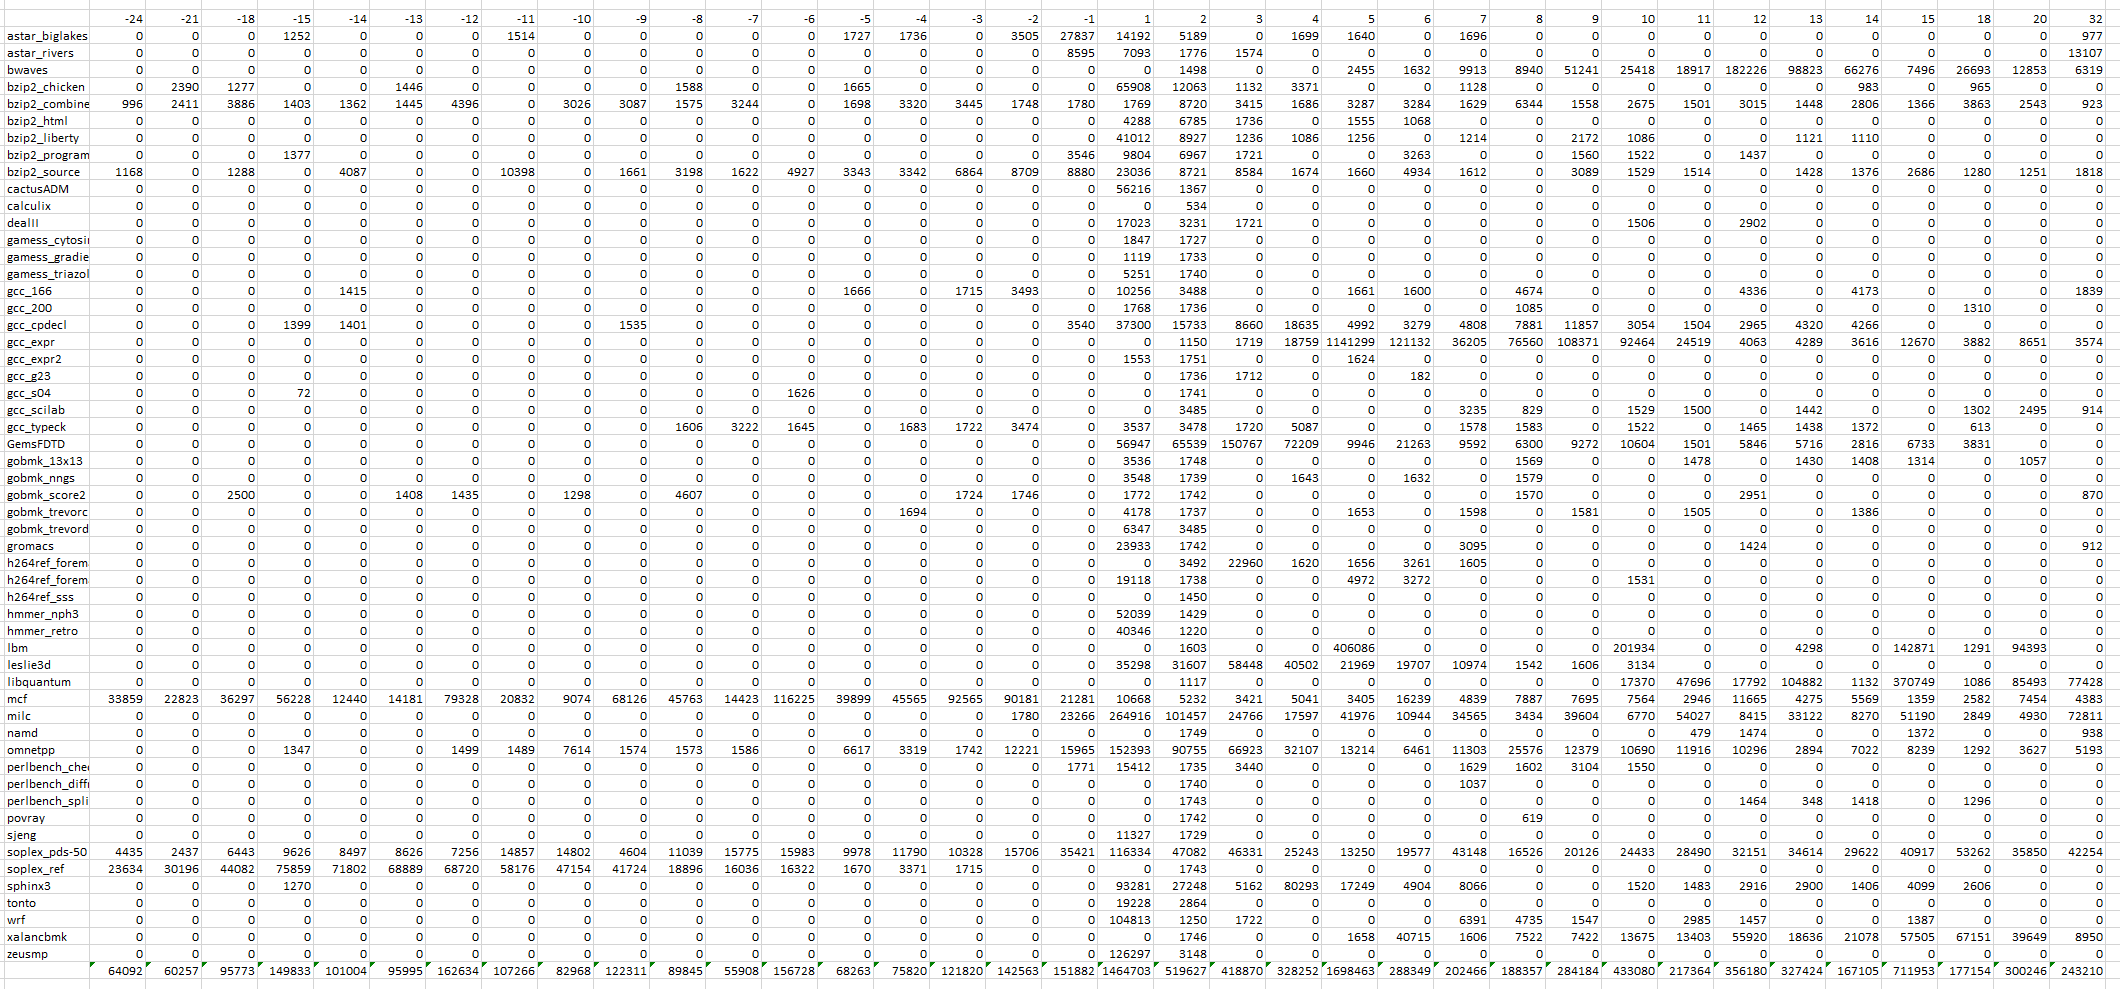 -24 -21 -18 -15 -14 -13 -12 -11 -10 -9 -8 -7 -6 -5 -4 -3 -2 -1 1 2 3 4 5 6 7 8 9 10 11 12 13 14 15 18 20 32
astar_biglakes 0 0 0 1252 0 0 0 1514 0 0 0 0 0 1727 1736 0 3505 27837 14192 5189 0 1699 1640 0 1696 0 0 0 0 0 0 0 0 0 0 977
astar_rivers 0 0 0 0 0 0 0 0 0 0 0 0 0 0 0 0 0 8595 7093 1776 1574 0 0 0 0 0 0 0 0 0 0 0 0 0 0 13107
bwaves 0 0 0 0 0 0 0 0 0 0 0 0 0 0 0 0 0 0 0 1498 0 0 2455 1632 9913 8940 51241 25418 18917 182226 98823 66276 7496 26693 12853 6319
bzip2_chicken 0 2390 1277 0 0 1446 0 0 0 0 1588 0 0 1665 0 0 0 0 65908 12063 1132 3371 0 0 1128 0 0 0 0 0 0 983 0 965 0 0
bzip2_combine 996 2411 3886 1403 1362 1445 4396 0 3026 3087 1575 3244 0 1698 3320 3445 1748 1780 1769 8720 3415 1686 3287 3284 1629 6344 1558 2675 1501 3015 1448 2806 1366 3863 2543 923
bzip2_html 0 0 0 0 0 0 0 0 0 0 0 0 0 0 0 0 0 0 4288 6785 1736 0 1555 1068 0 0 0 0 0 0 0 0 0 0 0 0
bzip2_liberty 0 0 0 0 0 0 0 0 0 0 0 0 0 0 0 0 0 0 41012 8927 1236 1086 1256 0 1214 0 2172 1086 0 0 1121 1110 0 0 0 0
bzip2_program 0 0 0 1377 0 0 0 0 0 0 0 0 0 0 0 0 0 3546 9804 6967 1721 0 0 3263 0 0 1560 1522 0 1437 0 0 0 0 0 0
bzip2_source 1168 0 1288 0 4087 0 0 10398 0 1661 3198 1622 4927 3343 3342 6864 8709 8880 23036 8721 8584 1674 1660 4934 1612 0 3089 1529 1514 0 1428 1376 2686 1280 1251 1818
cactusADM 0 0 0 0 0 0 0 0 0 0 0 0 0 0 0 0 0 0 56216 1367 0 0 0 0 0 0 0 0 0 0 0 0 0 0 0 0
calculix 0 0 0 0 0 0 0 0 0 0 0 0 0 0 0 0 0 0 0 534 0 0 0 0 0 0 0 0 0 0 0 0 0 0 0 0
dealII 0 0 0 0 0 0 0 0 0 0 0 0 0 0 0 0 0 0 17023 3231 1721 0 0 0 0 0 0 1506 0 2902 0 0 0 0 0 0
gamess_cytosi 0 0 0 0 0 0 0 0 0 0 0 0 0 0 0 0 0 0 1847 1727 0 0 0 0 0 0 0 0 0 0 0 0 0 0 0 0
gamess_gradie 0 0 0 0 0 0 0 0 0 0 0 0 0 0 0 0 0 0 1119 1733 0 0 0 0 0 0 0 0 0 0 0 0 0 0 0 0
gamess_triazol 0 0 0 0 0 0 0 0 0 0 0 0 0 0 0 0 0 0 5251 1740 0 0 0 0 0 0 0 0 0 0 0 0 0 0 0 0
gcc_166 0 0 0 0 1415 0 0 0 0 0 0 0 0 1666 0 1715 3493 0 10256 3488 0 0 1661 1600 0 4674 0 0 0 4336 0 4173 0 0 0 1839
gcc_200 0 0 0 0 0 0 0 0 0 0 0 0 0 0 0 0 0 0 1768 1736 0 0 0 0 0 1085 0 0 0 0 0 0 0 1310 0 0
gcc_cpdecl 0 0 0 1399 1401 0 0 0 0 1535 0 0 0 0 0 0 0 3540 37300 15733 8660 18635 4992 3279 4808 7881 11857 3054 1504 2965 4320 4266 0 0 0 0
gcc_expr 0 0 0 0 0 0 0 0 0 0 0 0 0 0 0 0 0 0 0 1150 1719 18759 1141299 121132 36205 76560 108371 92464 24519 4063 4289 3616 12670 3882 8651 3574
gcc_expr2 0 0 0 0 0 0 0 0 0 0 0 0 0 0 0 0 0 0 1553 1751 0 0 1624 0 0 0 0 0 0 0 0 0 0 0 0 0
gcc_g23 0 0 0 0 0 0 0 0 0 0 0 0 0 0 0 0 0 0 0 1736 1712 0 0 182 0 0 0 0 0 0 0 0 0 0 0 0
gcc_s04 0 0 0 72 0 0 0 0 0 0 0 0 1626 0 0 0 0 0 0 1741 0 0 0 0 0 0 0 0 0 0 0 0 0 0 0 0
gcc_scilab 0 0 0 0 0 0 0 0 0 0 0 0 0 0 0 0 0 0 0 3485 0 0 0 0 3235 829 0 1529 1500 0 1442 0 0 1302 2495 914
gcc_typeck 0 0 0 0 0 0 0 0 0 0 1606 3222 1645 0 1683 1722 3474 0 3537 3478 1720 5087 0 0 1578 1583 0 1522 0 1465 1438 1372 0 613 0 0
GemsFDTD 0 0 0 0 0 0 0 0 0 0 0 0 0 0 0 0 0 0 56947 65539 150767 72209 9946 21263 9592 6300 9272 10604 1501 5846 5716 2816 6733 3831 0 0
gobmk_13x13 0 0 0 0 0 0 0 0 0 0 0 0 0 0 0 0 0 0 3536 1748 0 0 0 0 0 1569 0 0 1478 0 1430 1408 1314 0 1057 0
gobmk_nngs 0 0 0 0 0 0 0 0 0 0 0 0 0 0 0 0 0 0 3548 1739 0 1643 0 1632 0 1579 0 0 0 0 0 0 0 0 0 0
gobmk_score2 0 0 2500 0 0 1408 1435 0 1298 0 4607 0 0 0 0 1724 1746 0 1772 1742 0 0 0 0 0 1570 0 0 0 2951 0 0 0 0 0 870
gobmk_trevorc 0 0 0 0 0 0 0 0 0 0 0 0 0 0 1694 0 0 0 4178 1737 0 0 1653 0 1598 0 1581 0 1505 0 0 1386 0 0 0 0
gobmk_trevord 0 0 0 0 0 0 0 0 0 0 0 0 0 0 0 0 0 0 6347 3485 0 0 0 0 0 0 0 0 0 0 0 0 0 0 0 0
gromacs 0 0 0 0 0 0 0 0 0 0 0 0 0 0 0 0 0 0 23933 1742 0 0 0 0 3095 0 0 0 0 1424 0 0 0 0 0 912
h264ref_forem 0 0 0 0 0 0 0 0 0 0 0 0 0 0 0 0 0 0 0 3492 22960 1620 1656 3261 1605 0 0 0 0 0 0 0 0 0 0 0
h264ref_forem 0 0 0 0 0 0 0 0 0 0 0 0 0 0 0 0 0 0 19118 1738 0 0 4972 3272 0 0 0 1531 0 0 0 0 0 0 0 0
h264ref_sss 0 0 0 0 0 0 0 0 0 0 0 0 0 0 0 0 0 0 0 1450 0 0 0 0 0 0 0 0 0 0 0 0 0 0 0 0
hmmer_nph3 0 0 0 0 0 0 0 0 0 0 0 0 0 0 0 0 0 0 52039 1429 0 0 0 0 0 0 0 0 0 0 0 0 0 0 0 0
hmmer_retro 0 0 0 0 0 0 0 0 0 0 0 0 0 0 0 0 0 0 40346 1220 0 0 0 0 0 0 0 0 0 0 0 0 0 0 0 0
lbm 0 0 0 0 0 0 0 0 0 0 0 0 0 0 0 0 0 0 0 1603 0 0 406086 0 0 0 0 201934 0 0 4298 0 142871 1291 94393 0
leslie3d 0 0 0 0 0 0 0 0 0 0 0 0 0 0 0 0 0 0 35298 31607 58448 40502 21969 19707 10974 1542 1606 3134 0 0 0 0 0 0 0 0
libquantum 0 0 0 0 0 0 0 0 0 0 0 0 0 0 0 0 0 0 0 1117 0 0 0 0 0 0 0 17370 47696 17792 104882 1132 370749 1086 85493 77428
mcf 33859 22823 36297 56228 12440 14181 79328 20832 9074 68126 45763 14423 116225 39899 45565 92565 90181 21281 10668 5232 3421 5041 3405 16239 4839 7887 7695 7564 2946 11665 4275 5569 1359 2582 7454 4383
milc 0 0 0 0 0 0 0 0 0 0 0 0 0 0 0 0 1780 23266 264916 101457 24766 17597 41976 10944 34565 3434 39604 6770 54027 8415 33122 8270 51190 2849 4930 72811
namd 0 0 0 0 0 0 0 0 0 0 0 0 0 0 0 0 0 0 0 1749 0 0 0 0 0 0 0 0 479 1474 0 0 1372 0 0 938
omnetpp 0 0 0 1347 0 0 1499 1489 7614 1574 1573 1586 0 6617 3319 1742 12221 15965 152393 90755 66923 32107 13214 6461 11303 25576 12379 10690 11916 10296 2894 7022 8239 1292 3627 5193
perlbench_che 0 0 0 0 0 0 0 0 0 0 0 0 0 0 0 0 0 1771 15412 1735 3440 0 0 0 1629 1602 3104 1550 0 0 0 0 0 0 0 0
perlbench_diff 0 0 0 0 0 0 0 0 0 0 0 0 0 0 0 0 0 0 0 1740 0 0 0 0 1037 0 0 0 0 0 0 0 0 0 0 0
perlbench_spli 0 0 0 0 0 0 0 0 0 0 0 0 0 0 0 0 0 0 0 1743 0 0 0 0 0 0 0 0 0 1464 348 1418 0 1296 0 0
povray 0 0 0 0 0 0 0 0 0 0 0 0 0 0 0 0 0 0 0 1742 0 0 0 0 0 619 0 0 0 0 0 0 0 0 0 0
sjeng 0 0 0 0 0 0 0 0 0 0 0 0 0 0 0 0 0 0 11327 1729 0 0 0 0 0 0 0 0 0 0 0 0 0 0 0 0
soplex_pds-50 4435 2437 6443 9626 8497 8626 7256 14857 14802 4604 11039 15775 15983 9978 11790 10328 15706 35421 116334 47082 46331 25243 13250 19577 43148 16526 20126 24433 28490 32151 34614 29622 40917 53262 35850 42254
soplex_ref 23634 30196 44082 75859 71802 68889 68720 58176 47154 41724 18896 16036 16322 1670 3371 1715 0 0 0 1743 0 0 0 0 0 0 0 0 0 0 0 0 0 0 0 0
sphinx3 0 0 0 1270 0 0 0 0 0 0 0 0 0 0 0 0 0 0 93281 27248 5162 80293 17249 4904 8066 0 0 1520 1483 2916 2900 1406 4099 2606 0 0
tonto 0 0 0 0 0 0 0 0 0 0 0 0 0 0 0 0 0 0 19228 2864 0 0 0 0 0 0 0 0 0 0 0 0 0 0 0 0
wrf 0 0 0 0 0 0 0 0 0 0 0 0 0 0 0 0 0 0 104813 1250 1722 0 0 0 6391 4735 1547 0 2985 1457 0 0 1387 0 0 0
xalancbmk 0 0 0 0 0 0 0 0 0 0 0 0 0 0 0 0 0 0 0 1746 0 0 1658 40715 1606 7522 7422 13675 13403 55920 18636 21078 57505 67151 39649 8950
zeusmp 0 0 0 0 0 0 0 0 0 0 0 0 0 0 0 0 0 0 126297 3148 0 0 0 0 0 0 0 0 0 0 0 0 0 0 0 0
64092 60257 95773 149833 101004 95995 162634 107266 82968 122311 89845 55908 156728 68263 75820 121820 142563 151882 1464703 519627 418870 328252 1698463 288349 202466 188357 284184 433080 217364 356180 327424 167105 711953 177154 300246 243210